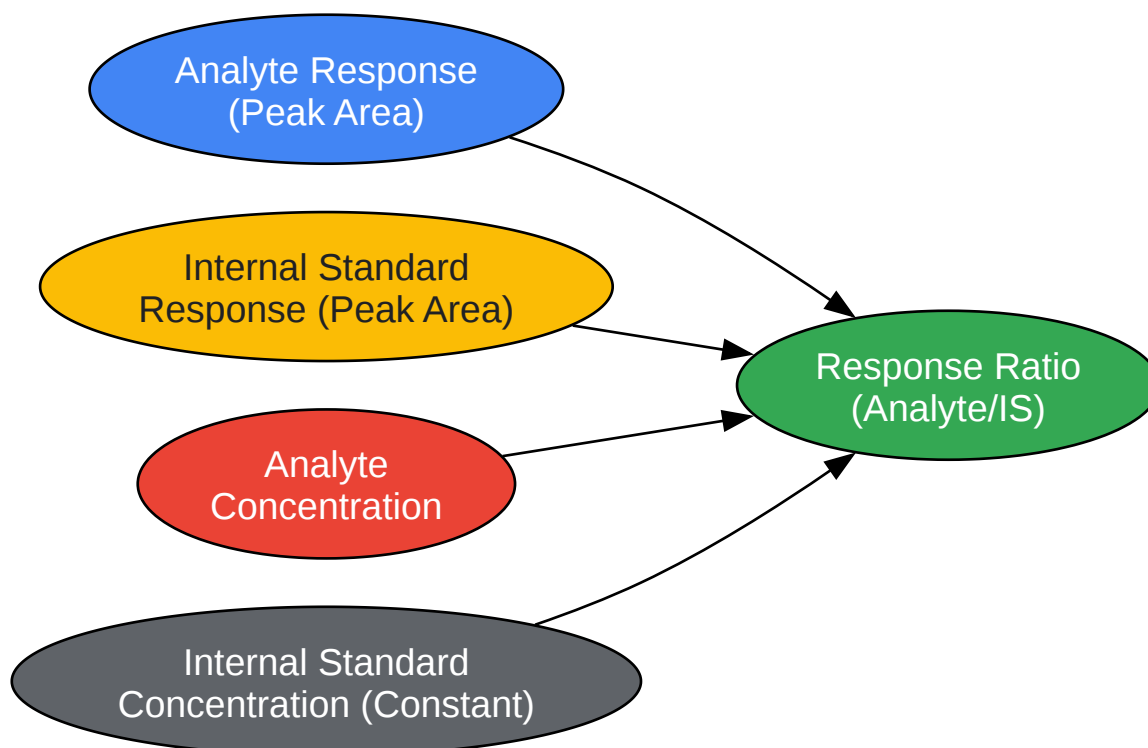 Analyte Response
(Peak Area)
Internal Standard
Response (Peak Area)
Analyte
Concentration
Internal Standard
Concentration (Constant)
Response Ratio
(Analyte/IS)